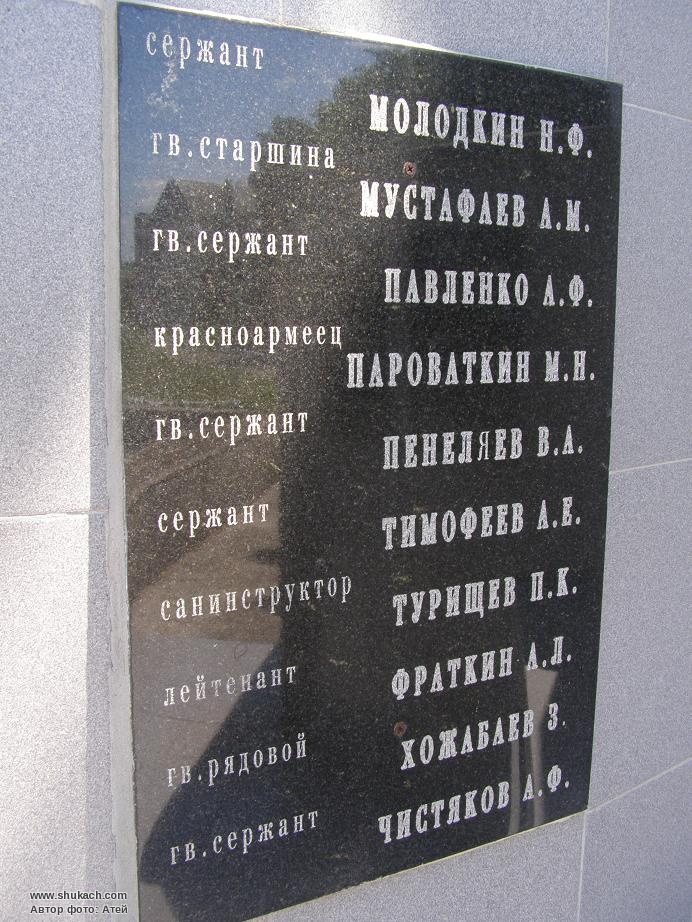 сержант
МОЛОДКИН Н.Ф.
гв.старшина
МУСТАФАЕВ А.М.
гв.сержант
ПАВЛЕНКО А.Ф.
красноармеец
ПАРОВАТКИН М.Н.
гв.сержант
ПЕНЕЛЯЕВ В.А.
сержант
ТИМОФЕЕВ А.Е.
санинструктор
ТУРИЩЕВ П.К.
лейтенант
ФРАТКИН А.Л.
гв.рядовой
ХОЖАБАЕВ З.
гв.сержант
ЧИСТЯКОВ А.Ф.
www.shukach.com
Автор фото: Атей